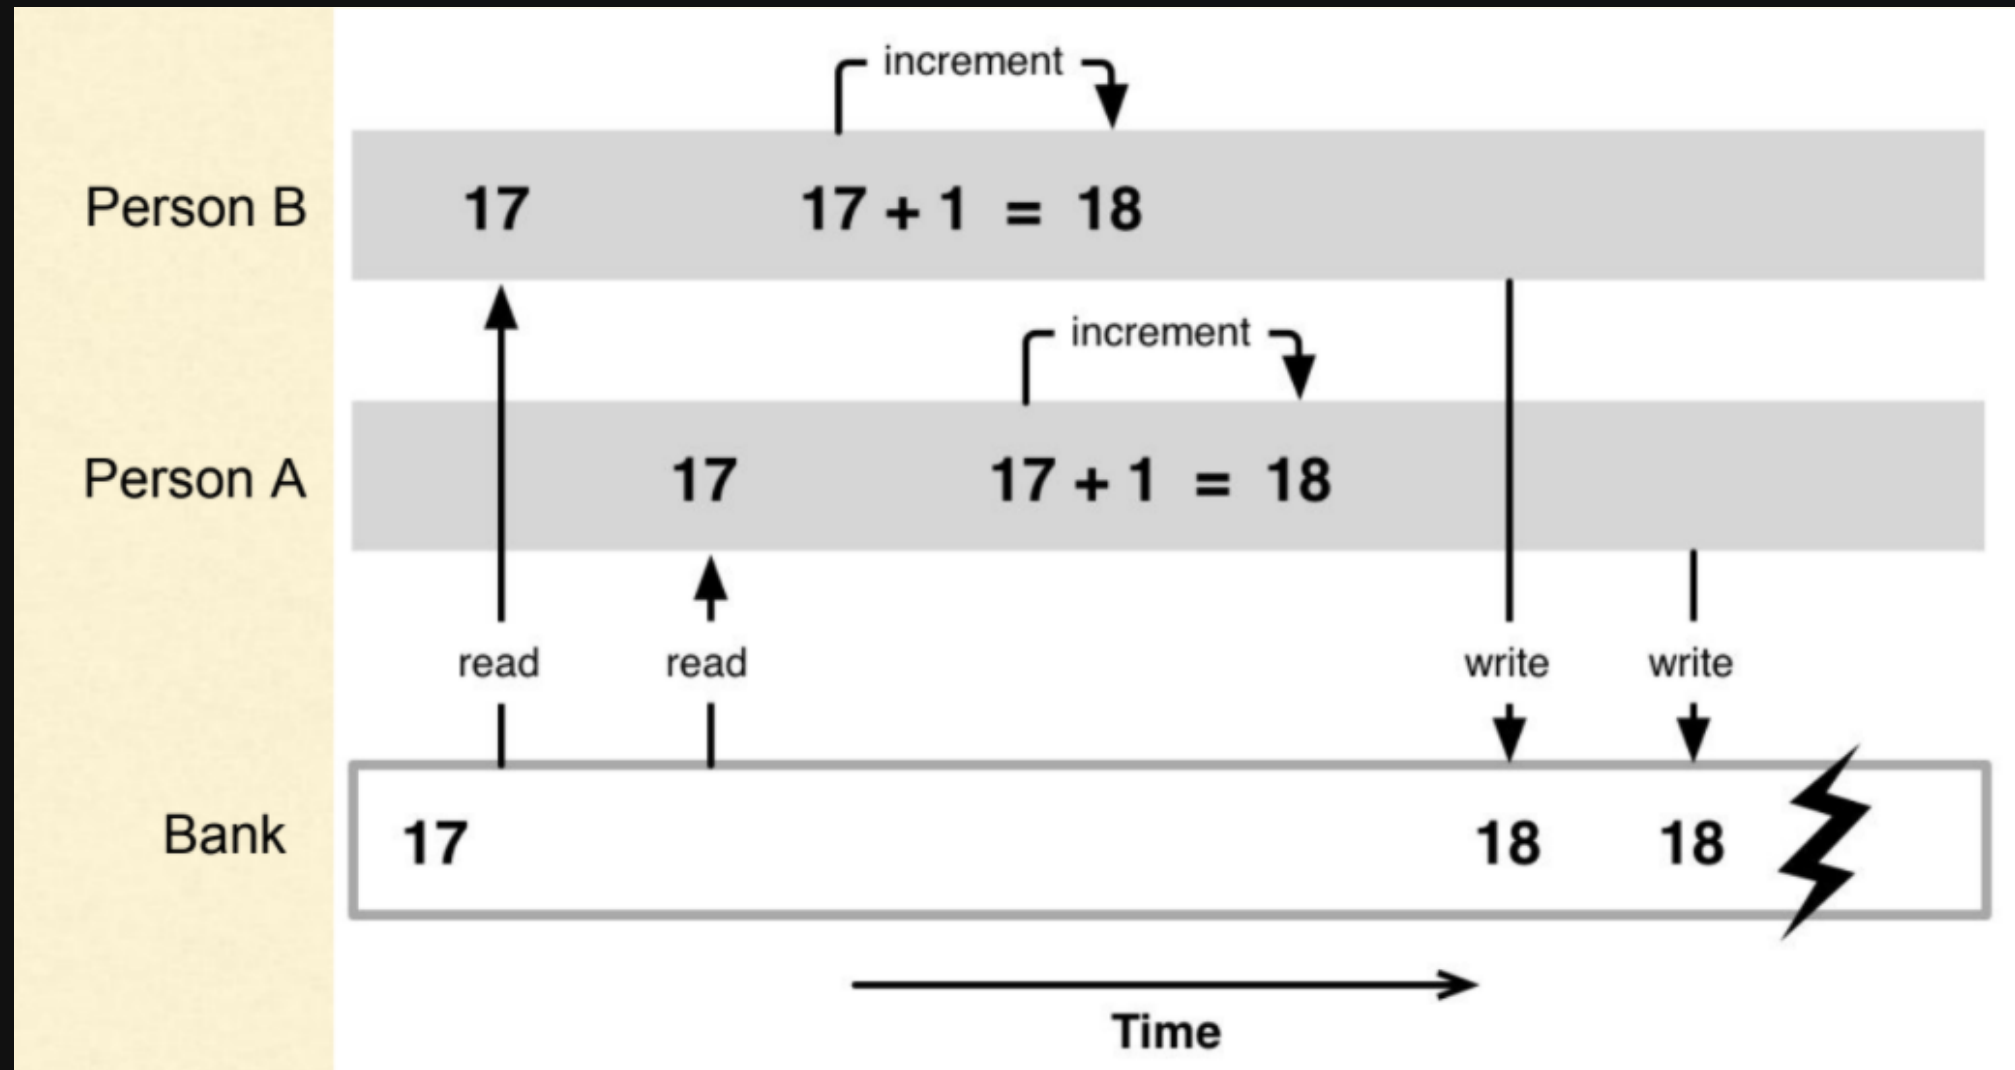 increment
Person B 17 17 + 1 = 18
increment
Person A 17 17 + 1 = 18
read read write write
Bank 17 18 18
Time